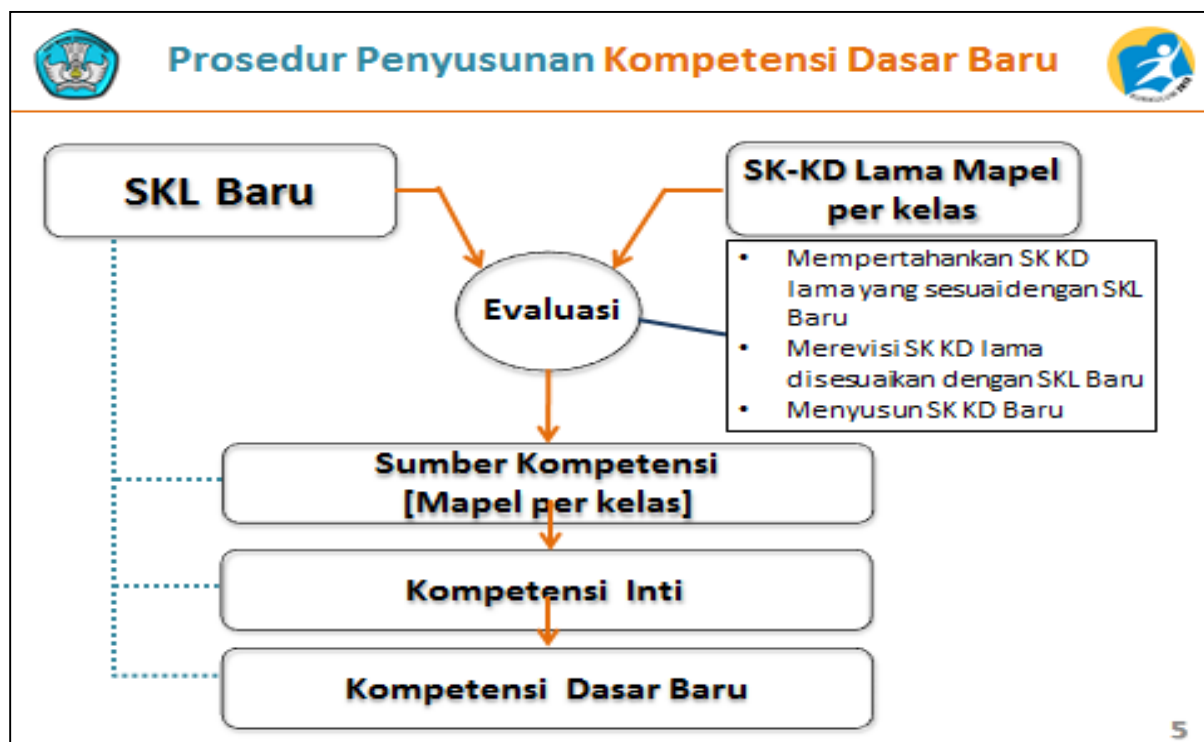 Prosedur Penyusunan Kompetensi Dasar Baru
SKL Baru
SK-KD Lama Mapel
per kelas
Evaluasi
• Mempertahankan SK KD
lama yang sesuai dengan SKL
Baru
• Merevisi SK KD lama
disesuaikan dengan SKL Baru
• Menyusun SK KD Baru
Sumber Kompetensi
[Mapel per kelas]
Kompetensi Inti
Kompetensi Dasar Baru
5